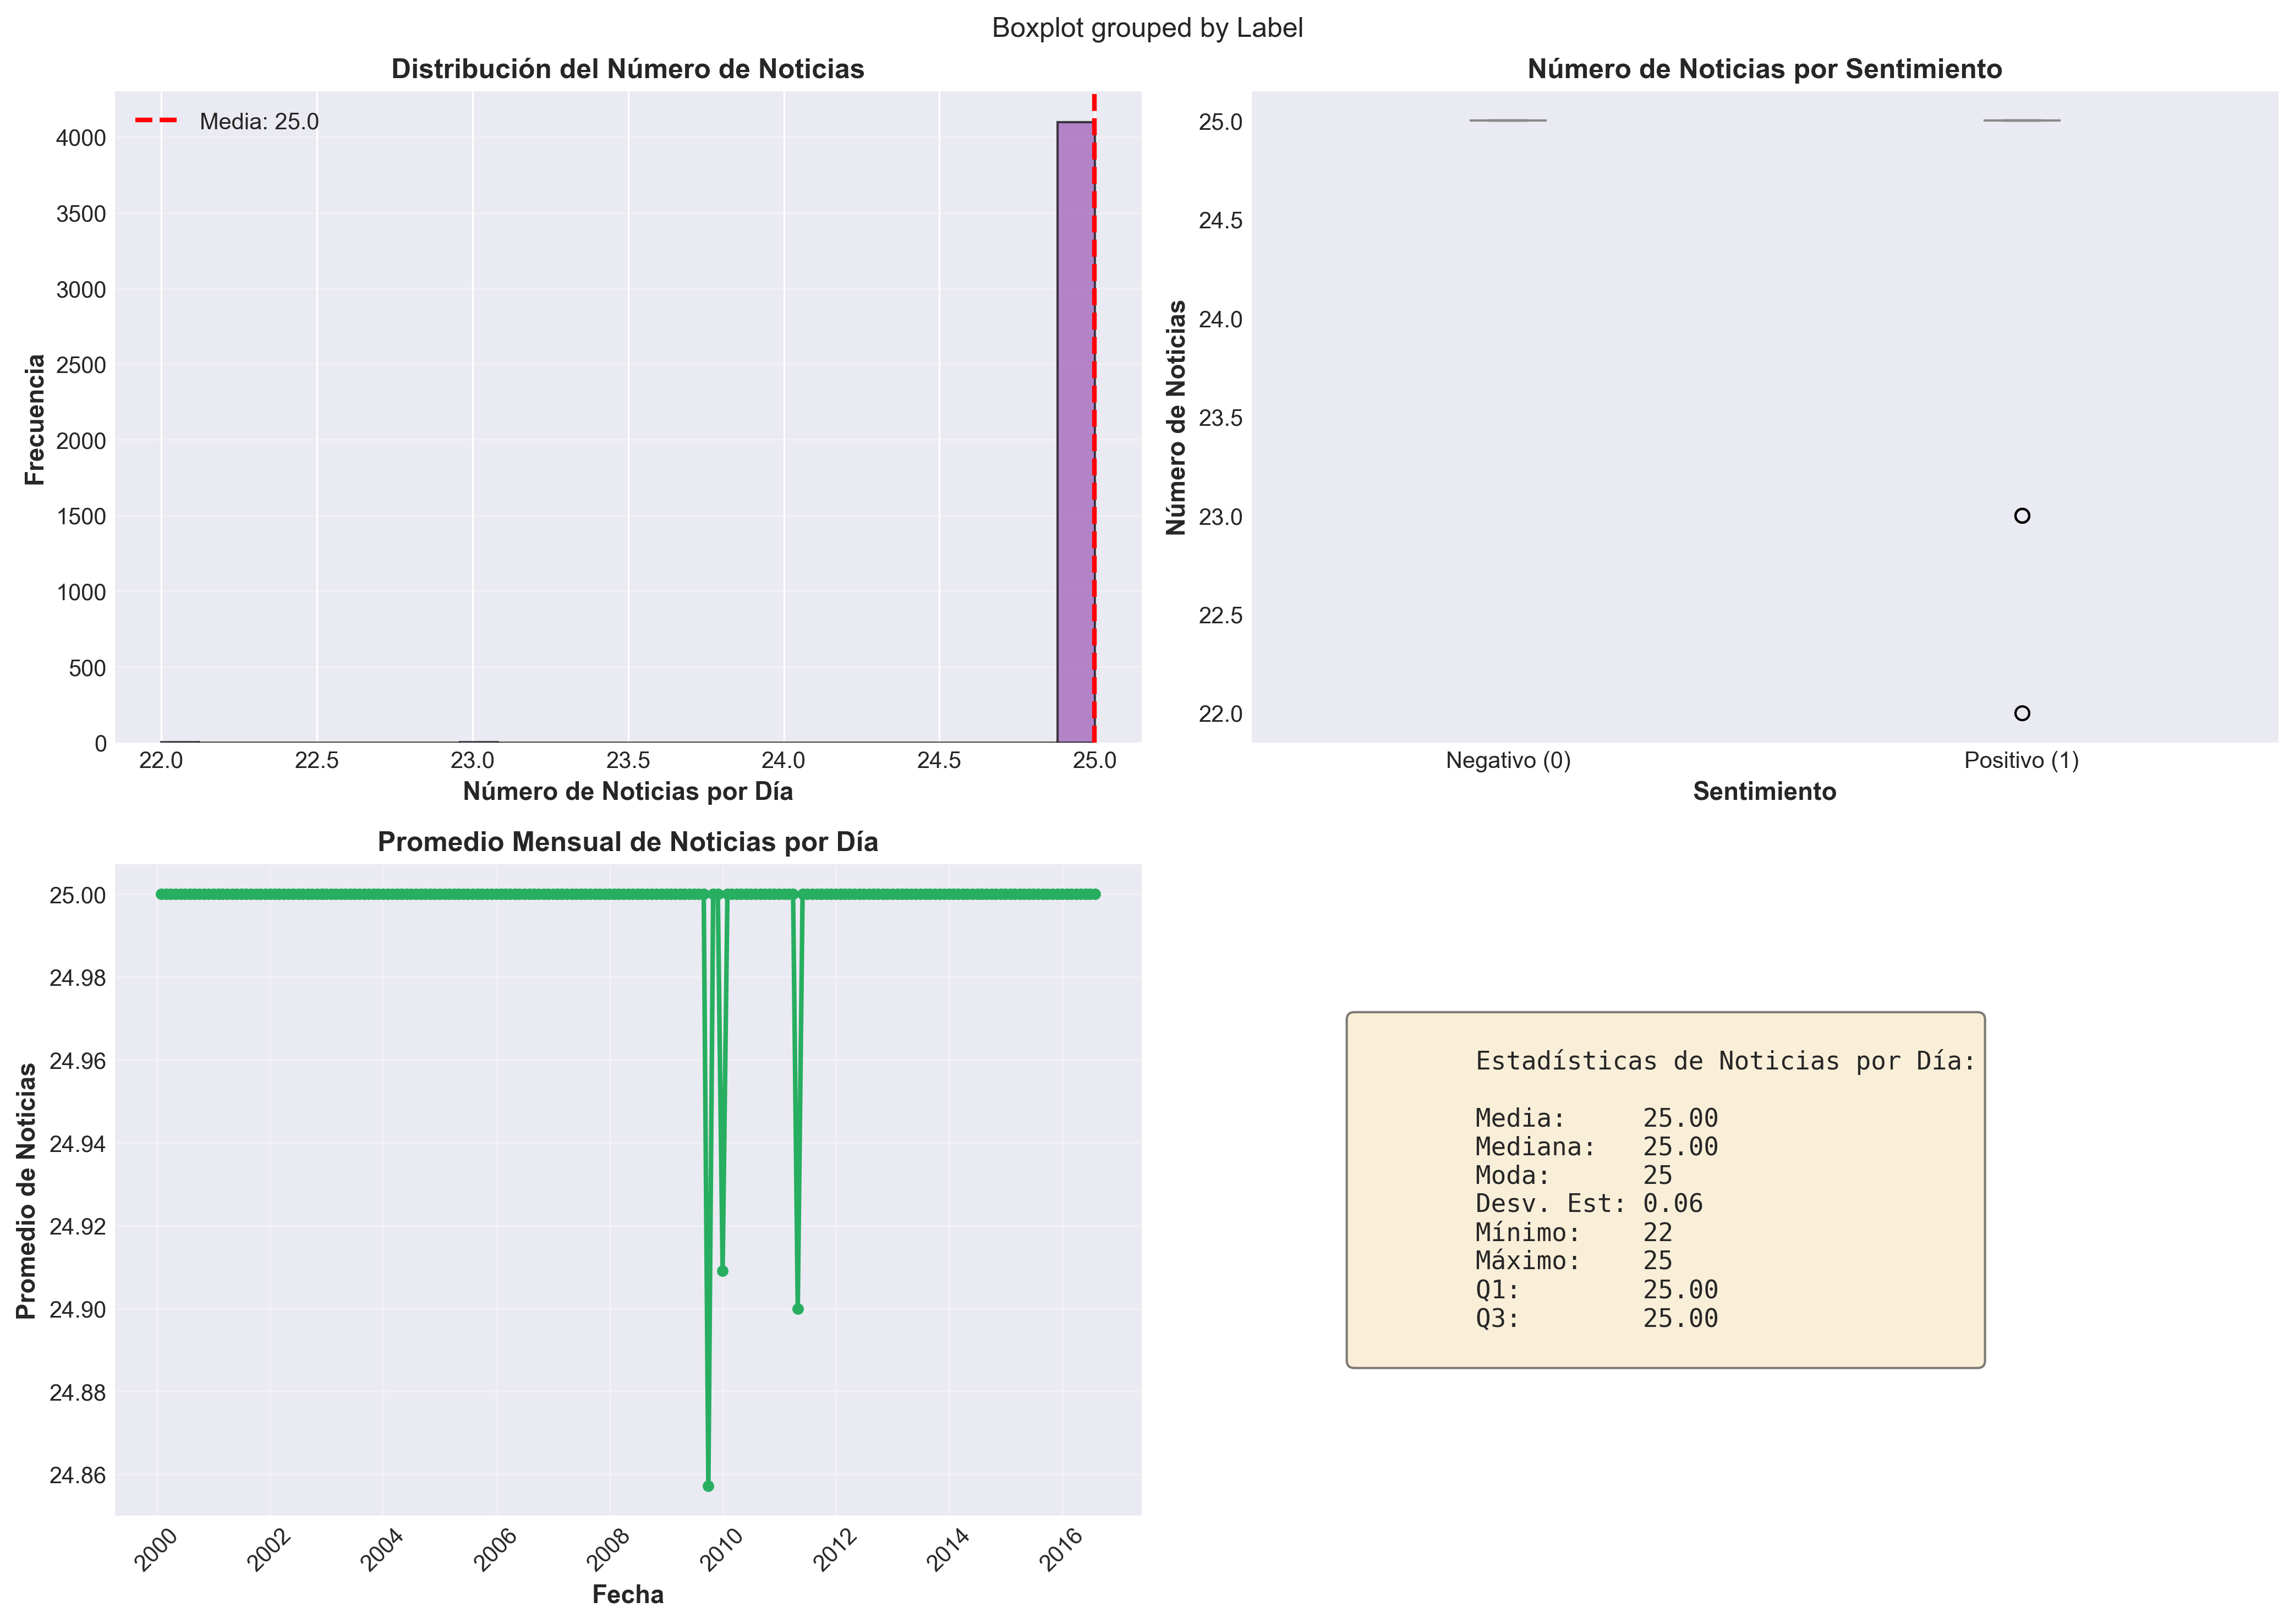 Boxplot grouped by Label
Distribución del Número de Noticias
Media: 25.0
4000
3500
3000
2500
2000
1500
1000
500
0
Frecuencia
22.0 22.5 23.0 23.5 24.0 24.5 25.0
Número de Noticias por Día
Número de Noticias por Sentimiento
25.0
24.5
24.0
23.5
23.0
22.5
22.0
Número de Noticias
Negativo (0) Positivo (1)
Sentimiento
Promedio Mensual de Noticias por Día
25.00
24.98
24.96
24.94
24.92
24.90
24.88
24.86
Promedio de Noticias
2000 2002 2004 2006 2008 2010 2012 2014 2016
Fecha
Estadísticas de Noticias por Día:
Media: 25.00
Mediana: 25.00
Moda: 25
Desv. Est: 0.06
Mínimo: 22
Máximo: 25
Q1: 25.00
Q3: 25.00